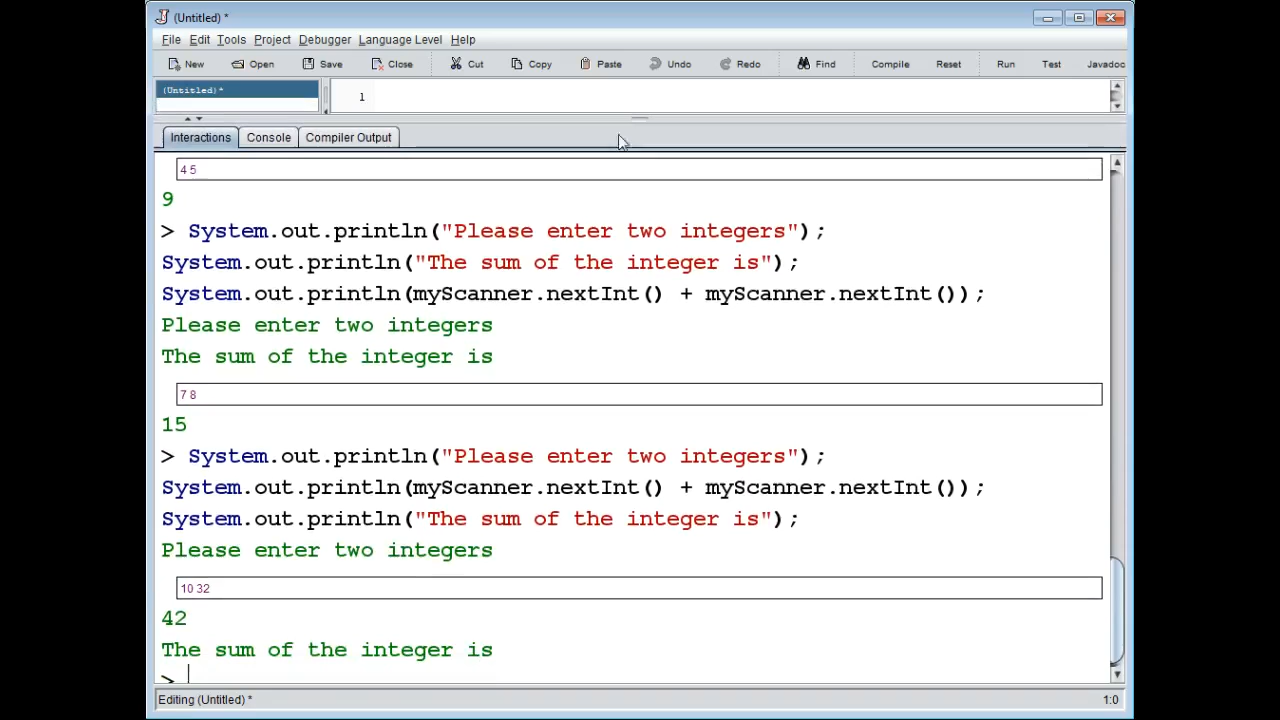 (Untitled) *
File Edit Tools Project Debugger Language Level Help
New Open Save Close Cut Copy Paste Undo Redo Find Compile Reset Run Test Javadoc
(Untitled)* 1
Interactions Console Compiler Output
4 5
9
> System.out.println("Please enter two integers");
System.out.println("The sum of the integer is");
System.out.println(myScanner.nextInt() + myScanner.nextInt());
Please enter two integers
The sum of the integer is
7 8
15
> System.out.println("Please enter two integers");
System.out.println(myScanner.nextInt() + myScanner.nextInt());
System.out.println("The sum of the integer is");
Please enter two integers
10 32
42
The sum of the integer is
>
Editing (Untitled) * 1:0